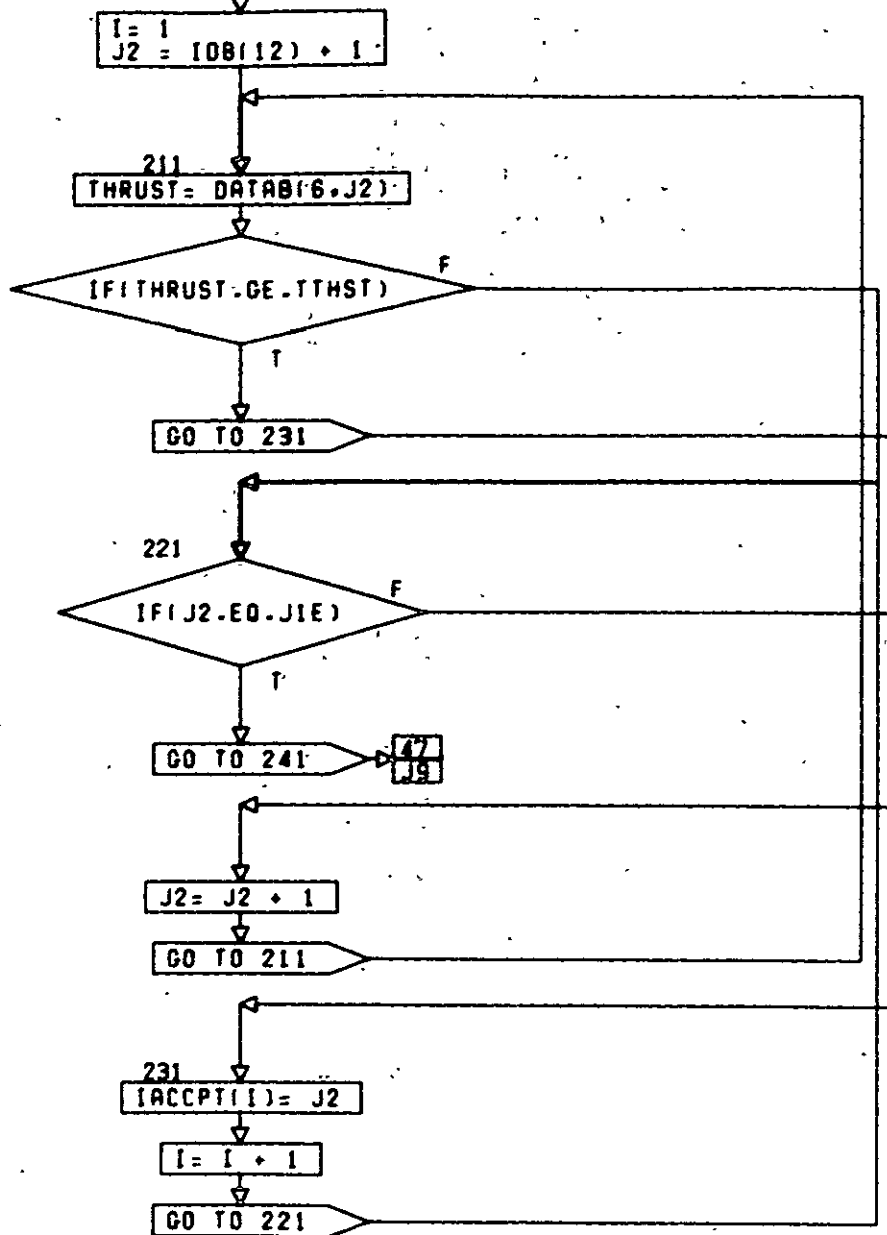 I= 1
J2 = IDB(12) + I
211
THRUST= DATAB(6,J2)
IF(THRUST.GE.TTHST)
F
T
GO TO 231
221
IF(J2.EQ.J1E)
F
T
GO TO 241
47
J9
J2= J2 + 1
GO TO 211
231
IACCPT(I)= J2
I= I + 1
GO TO 221